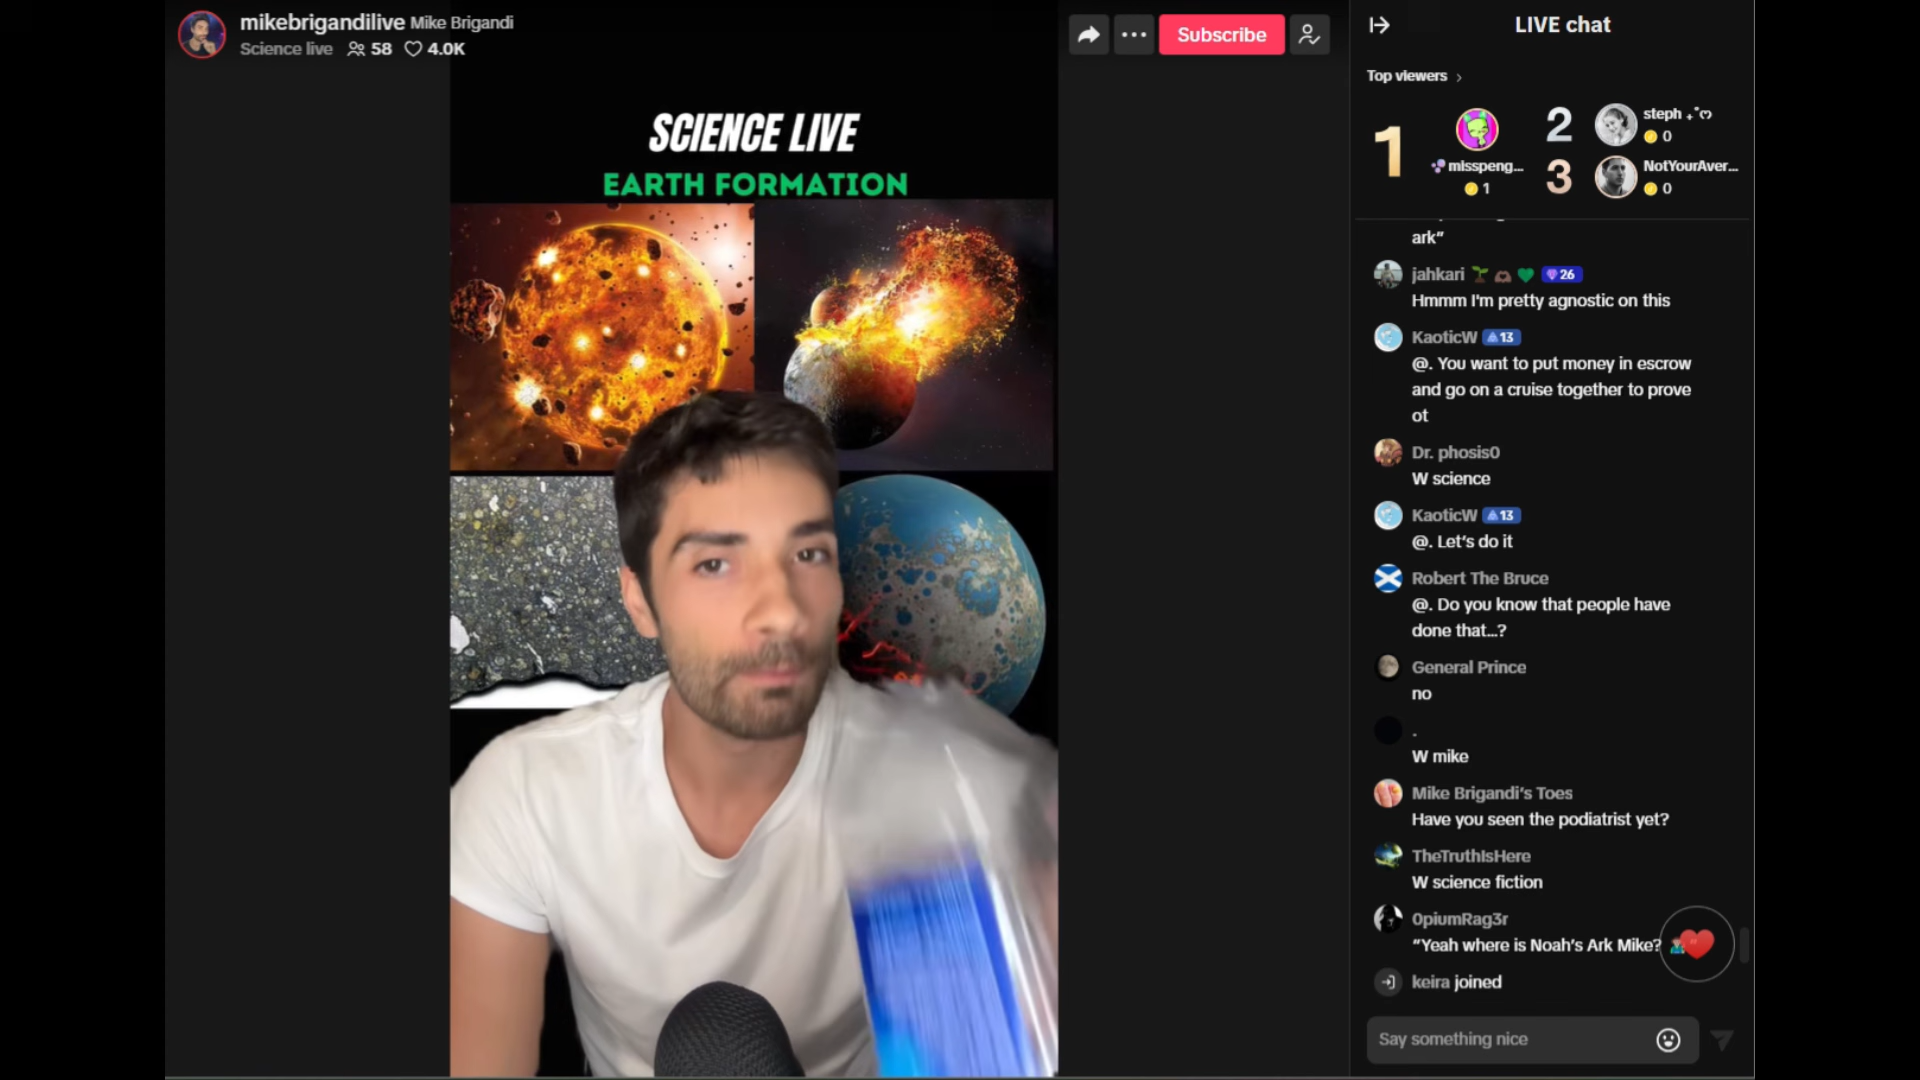 mikebrigandilive Mike Brigandi
Science live 58 4.0K
Subscribe
SCIENCE LIVE
EARTH FORMATION
LIVE chat
Top viewers
1
misspeng...
1
2
steph
0
3
NotYourAver...
0
ark”
jahkari 26
Hmmm I'm pretty agnostic on this
KaoticW 13
@. You want to put money in escrow
and go on a cruise together to prove
ot
Dr. phosis0
W science
KaoticW 13
@. Let's do it
Robert The Bruce
@. Do you know that people have
done that...?
General Prince
no
.
W mike
Mike Brigandi's Toes
Have you seen the podiatrist yet?
TheTruthIsHere
W science fiction
0piumRag3r
“Yeah where is Noah's Ark Mike?
keira joined
Say something nice